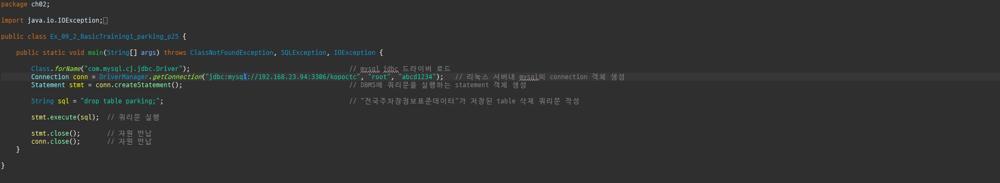 package ch02;
import java.io.IOException;
public class Ex_09_2_BasicTraining1_parking_p25 {
public static void main(String[] args) throws ClassNotFoundException, SQLException, IOException {
Class.forName("com.mysql.cj.jdbc.Driver"); // mysql jdbc 드라이버 로드
Connection conn = DriverManager.getConnection("jdbc:mysql://192.168.23.94:3306/kopoctc", "root", "abcd1234"); // 리눅스 서버내 mysql의 connection 객체 생성
Statement stmt = conn.createStatement(); // DBMS에 쿼리문을 실행하는 statement 객체 생성
String sql = "drop table parking;"; // "전국주차장정보표준데이터"가 저장된 table 삭제 쿼리문 작성
stmt.execute(sql); // 쿼리문 실행
stmt.close(); // 자원 반납
conn.close(); // 자원 반납
}
}